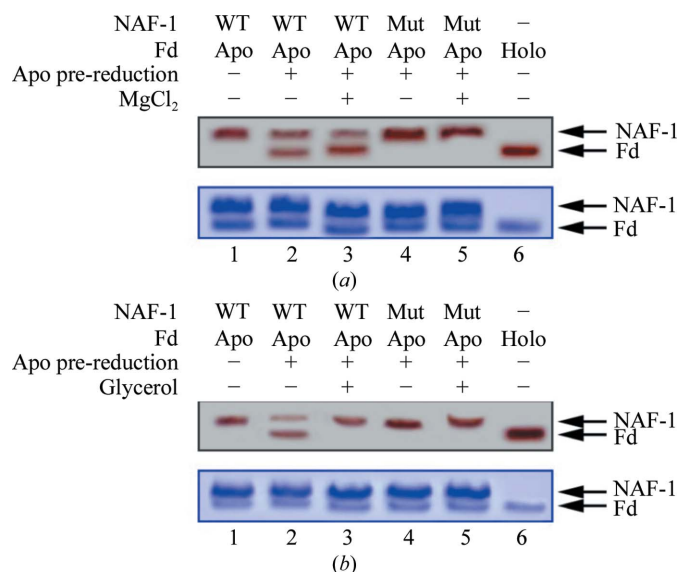 NAF-1 WT WT WT Mut Mut –
Fd Apo Apo Apo Apo Apo Holo
Apo pre-reduction – + + + + –
MgCl₂ – – + – + –
NAF-1
Fd
NAF-1
Fd
1 2 3 4 5 6
(a)
NAF-1 WT WT WT Mut Mut –
Fd Apo Apo Apo Apo Apo Holo
Apo pre-reduction – + + + + –
Glycerol – – + – + –
NAF-1
Fd
NAF-1
Fd
1 2 3 4 5 6
(b)